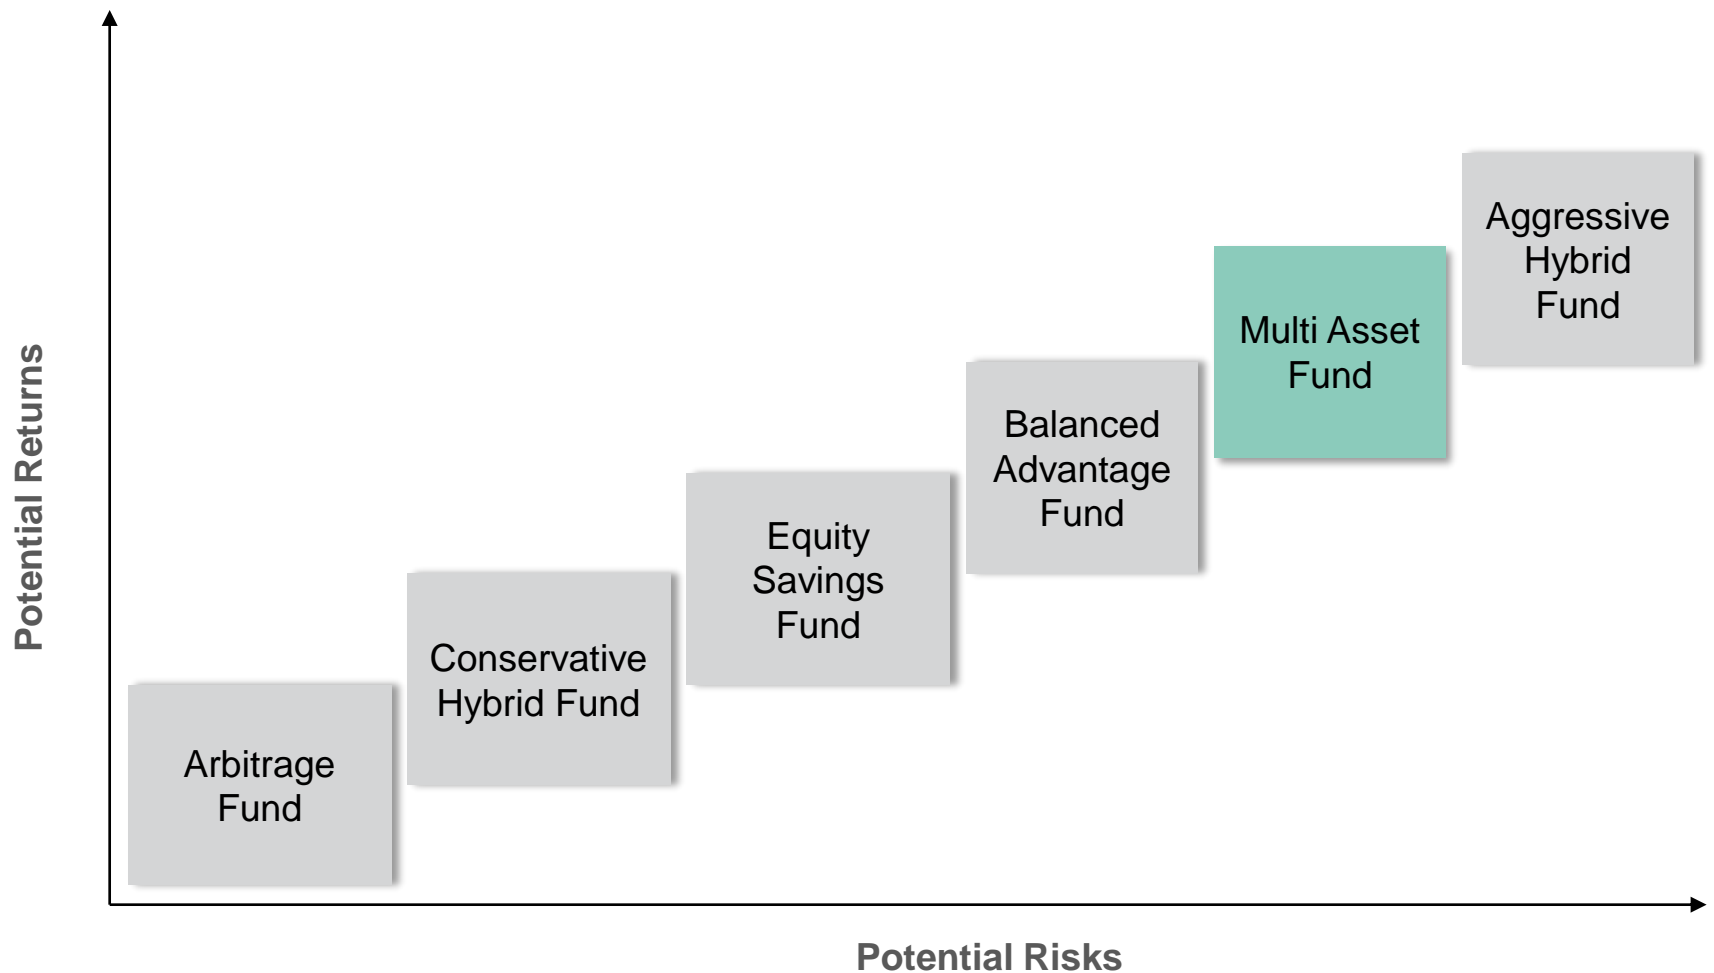 Potential Returns
Aggressive
Hybrid
Fund
Multi Asset
Fund
Balanced
Advantage
Fund
Equity
Savings
Fund
Conservative
Hybrid Fund
Arbitrage
Fund
Potential Risks